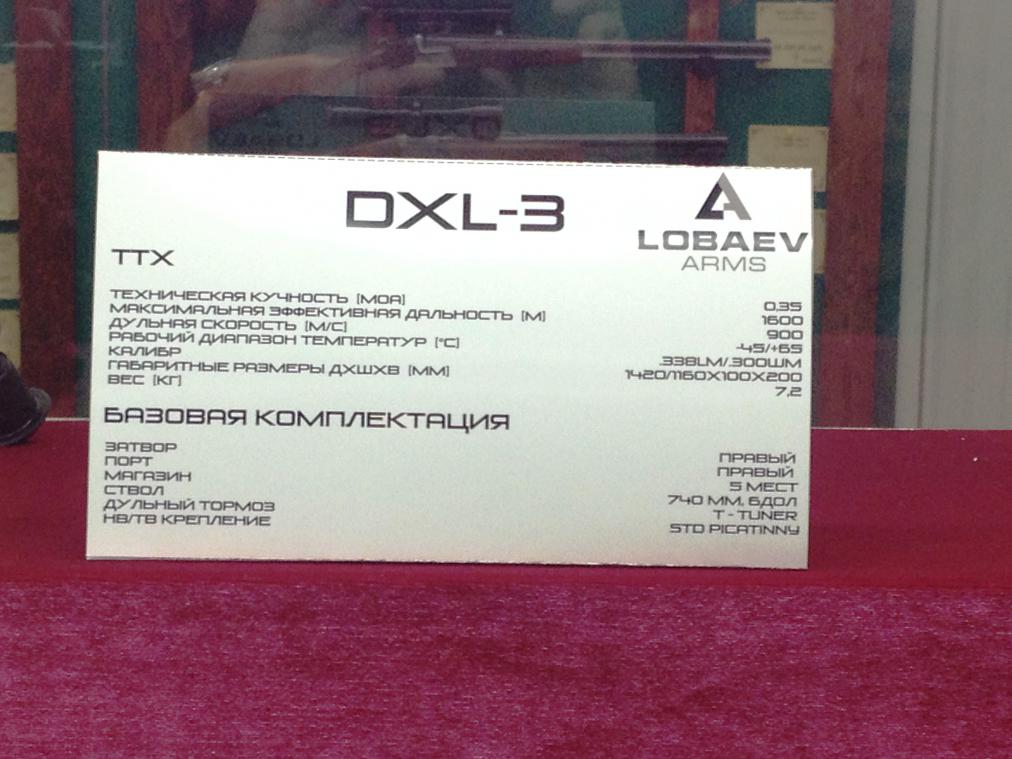 DXL-3
LOBAEV
ARMS
ТТХ
ТЕХНИЧЕСКАЯ КУЧНОСТЬ (МОА) 0,35
МАКСИМАЛЬНАЯ ЭФФЕКТИВНАЯ ДАЛЬНОСТЬ (М) 1600
ДУЛЬНАЯ СКОРОСТЬ (М/С) 900
РАБОЧИЙ ДИАПАЗОН ТЕМПЕРАТУР (°С) -45/+65
КАЛИБР .338LM/.300WM
ГАБАРИТНЫЕ РАЗМЕРЫ ДХШХВ (ММ) 1420/1160Х100Х200
ВЕС (КГ) 7,2
БАЗОВАЯ КОМПЛЕКТАЦИЯ
ЗАТВОР ПРАВЫЙ
ПОРТ ПРАВЫЙ
МАГАЗИН 5 МЕСТ
СТВОЛ 740 ММ, 6ДОЛ
ДУЛЬНЫЙ ТОРМОЗ T - TUNER
НВ/ТВ КРЕПЛЕНИЕ STD PICATINNY